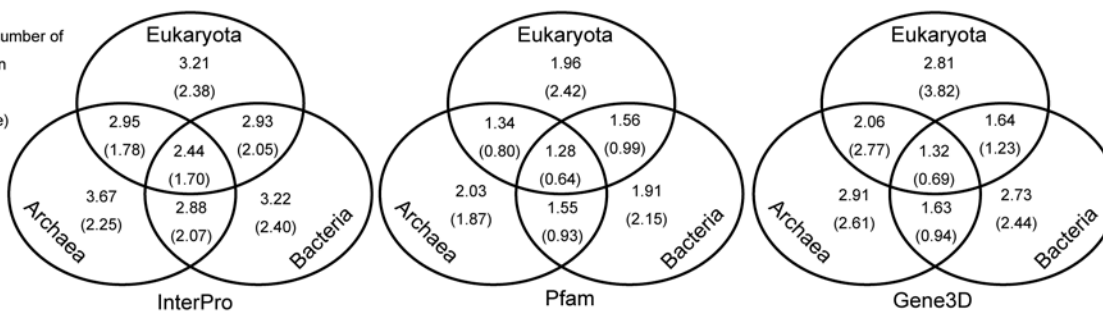 umber of
n
e)
Eukaryota
3.21
(2.38)
2.95
(1.78)
2.93
(2.05)
2.44
(1.70)
3.67
(2.25)
2.88
(2.07)
3.22
(2.40)
Archaea
Bacteria
InterPro
Eukaryota
1.96
(2.42)
1.34
(0.80)
1.56
(0.99)
1.28
(0.64)
2.03
(1.87)
1.55
(0.93)
1.91
(2.15)
Archaea
Bacteria
Pfam
Eukaryota
2.81
(3.82)
2.06
(2.77)
1.64
(1.23)
1.32
(0.69)
2.91
(2.61)
1.63
(0.94)
2.73
(2.44)
Archaea
Bacteria
Gene3D